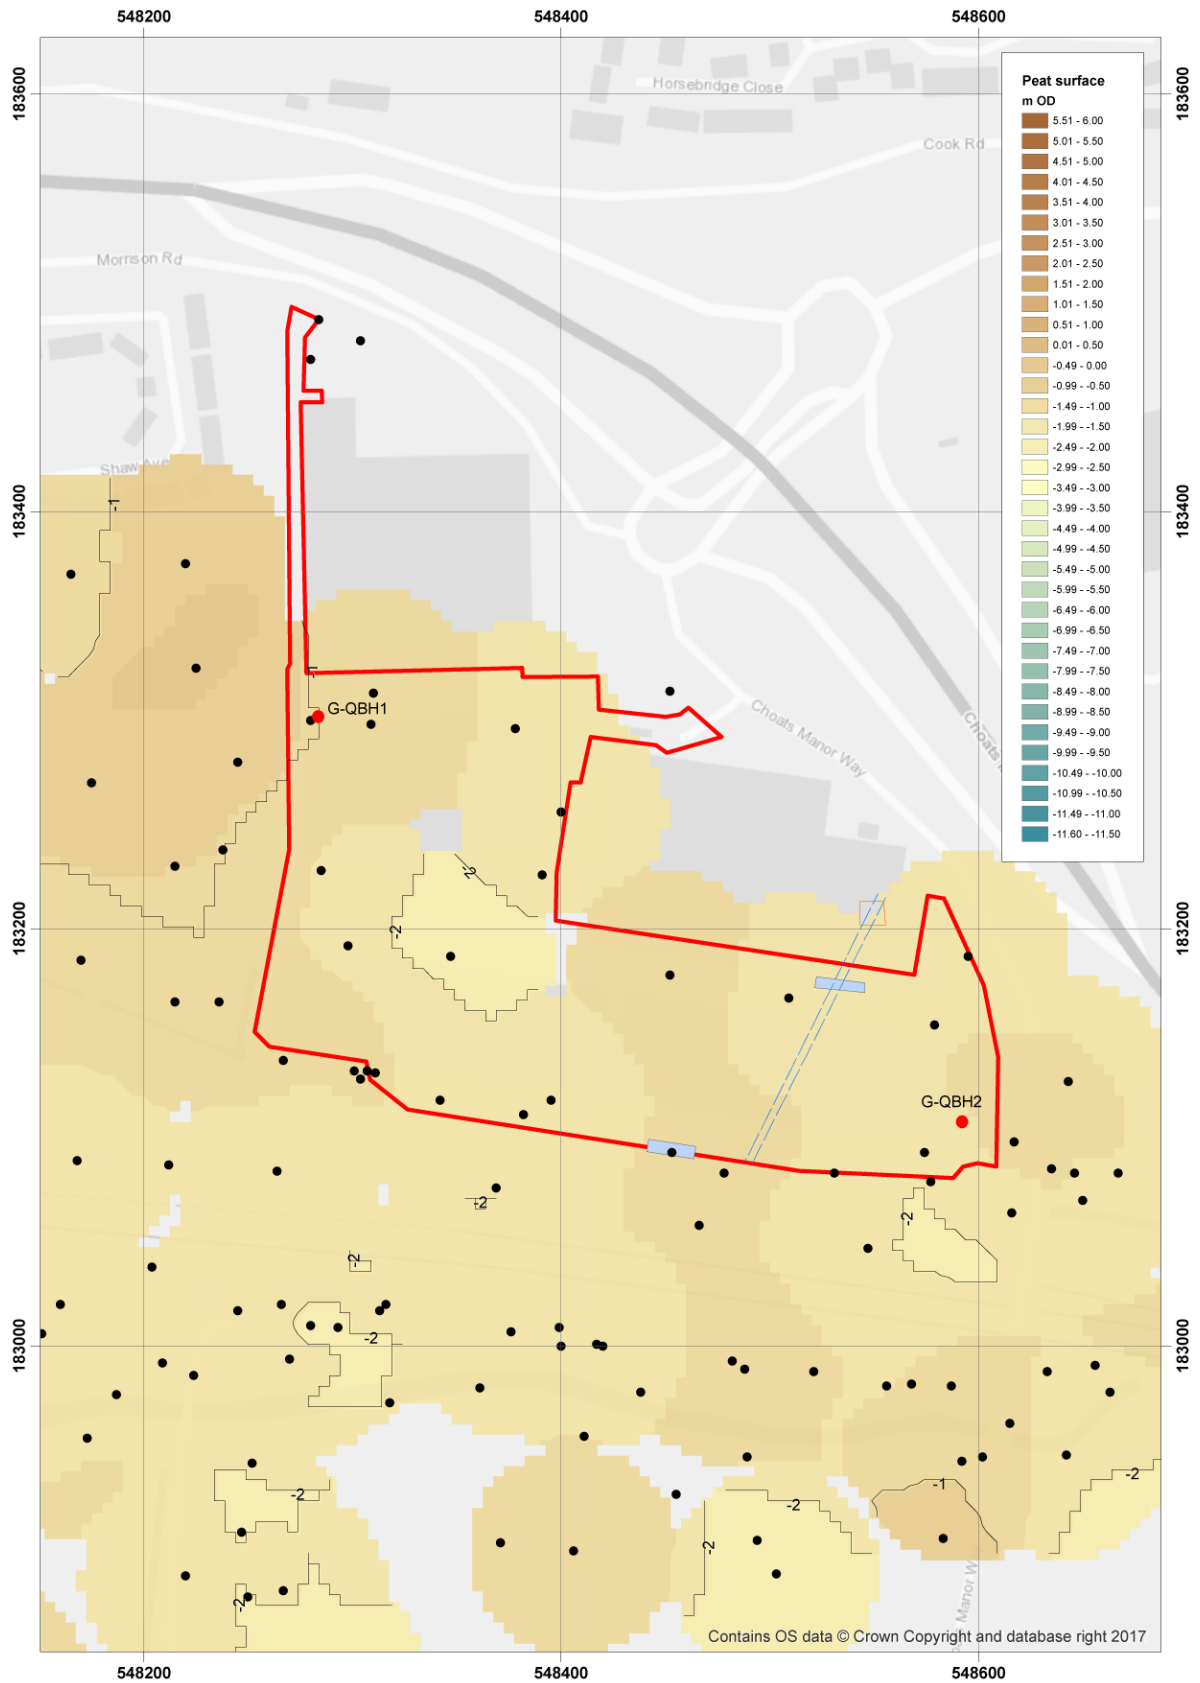 548200
548400
548600
183600
183600
Horsebridge Close
Cook Rd
Morrison Rd
Shaw Ave
Peat surface
m OD
5.51 - 6.00
5.01 - 5.50
4.51 - 5.00
4.01 - 4.50
3.51 - 4.00
3.01 - 3.50
2.51 - 3.00
2.01 - 2.50
1.51 - 2.00
1.01 - 1.50
0.51 - 1.00
0.01 - 0.50
-0.49 - 0.00
-0.99 - -0.50
-1.49 - -1.00
-1.99 - -1.50
-2.49 - -2.00
-2.99 - -2.50
-3.49 - -3.00
-3.99 - -3.50
-4.49 - -4.00
-4.99 - -4.50
-5.49 - -5.00
-5.99 - -5.50
-6.49 - -6.00
-6.99 - -6.50
-7.49 - -7.00
-7.99 - -7.50
-8.49 - -8.00
-8.99 - -8.50
-9.49 - -9.00
-9.99 - -9.50
-10.49 - -10.00
-10.99 - -10.50
-11.49 - -11.00
-11.60 - -11.50
-1
183400
183400
-1
G-QBH1
Choats Manor Way
Choats
-2
-2
183200
183200
G-QBH2
-2
-2
-2
-2
183000
183000
-1
-2
-2
-2
-2
-2
Manor W
Contains OS data © Crown Copyright and database right 2017
548200
548400
548600